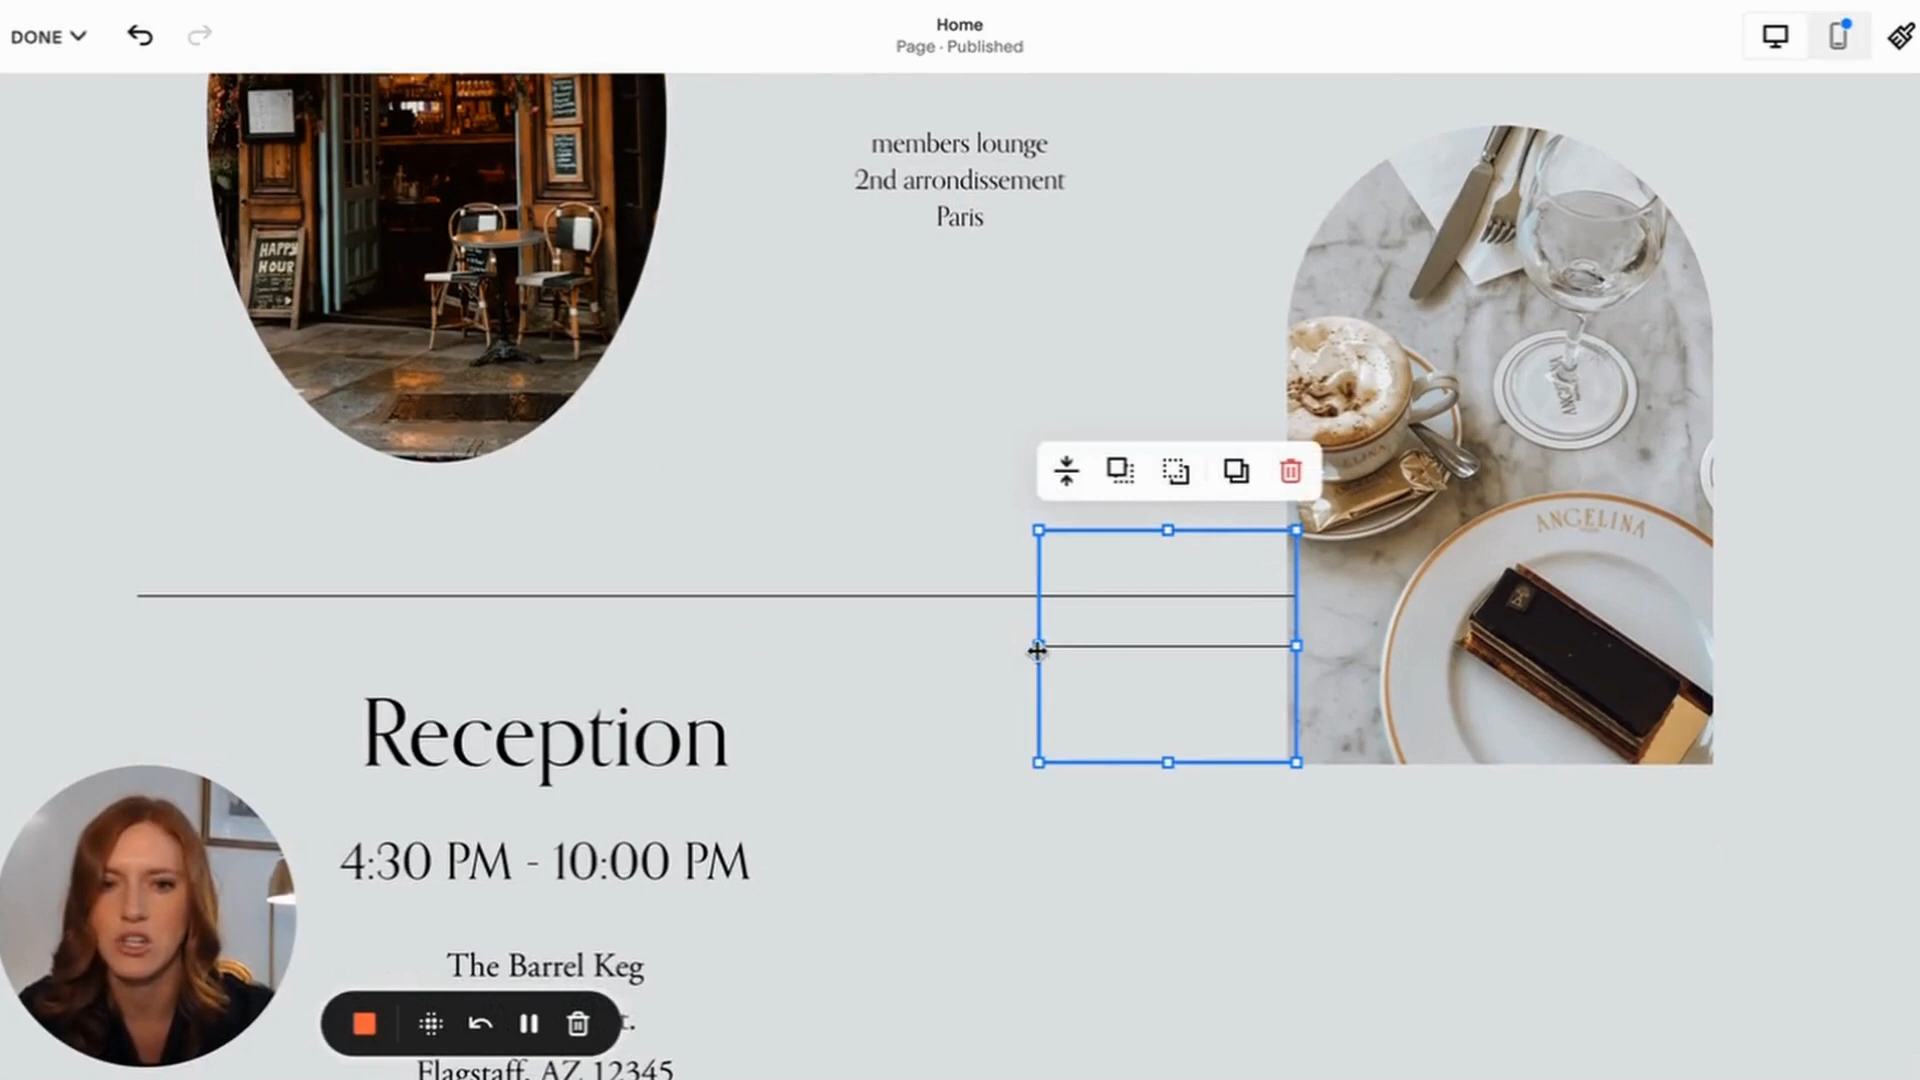 DONE
Home
Page · Published
members lounge
2nd arrondissement
Paris
HAPPY
HOUR
ANGELINA
Reception
4:30 PM - 10:00 PM
The Barrel Keg
t.
Flagstaff, AZ 12345